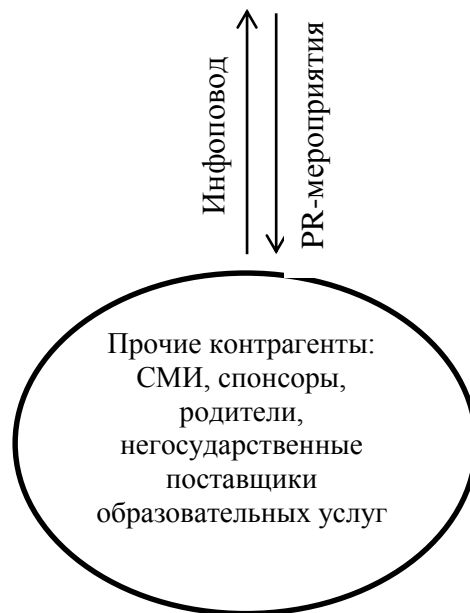 Инфоповод
PR-мероприятия
Прочие контрагенты:
СМИ, спонсоры,
родители,
негосударственные
поставщики
образовательных услуг